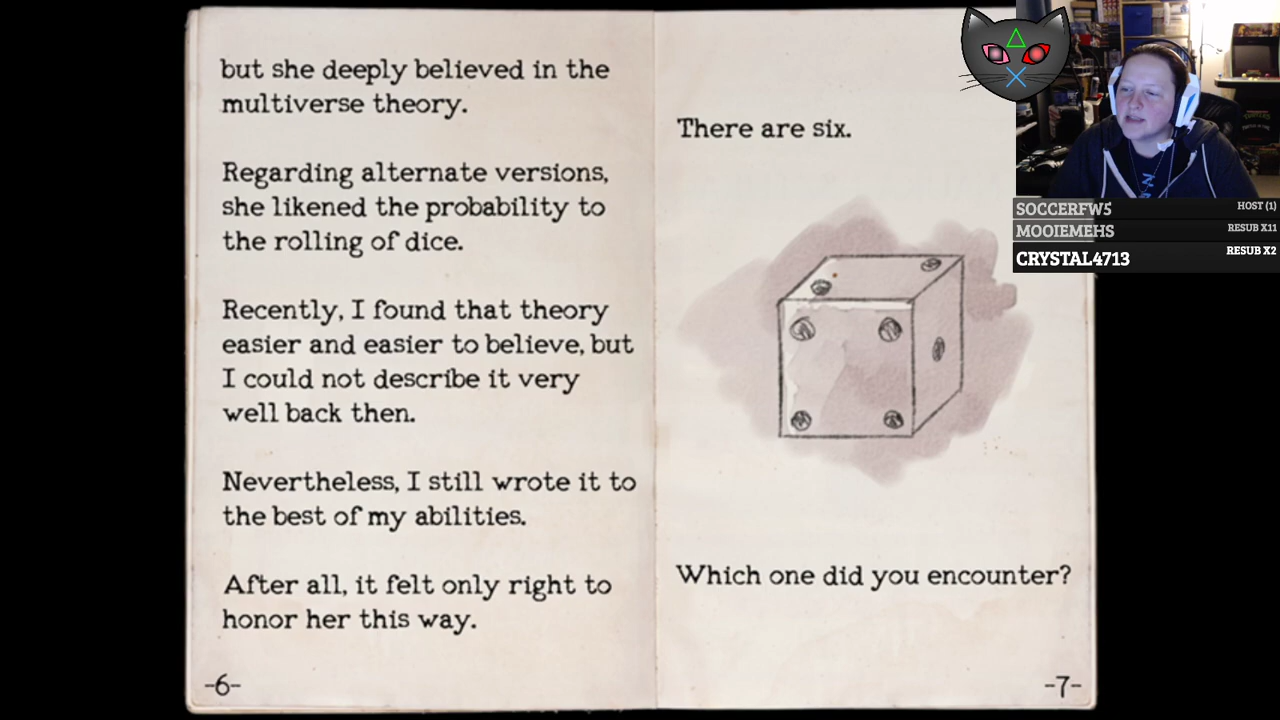 but she deeply believed in the
multiverse theory.
Regarding alternate versions,
she likened the probability to
the rolling of dice.
Recently, I found that theory
easier and easier to believe, but
I could not describe it very
well back then.
Nevertheless, I still wrote it to
the best of my abilities.
After all, it felt only right to
honor her this way.
-6-
There are six.
Which one did you encounter?
-7-
SOCCERFW5 HOST (1)
MOOIEMEHS RESUB X11
CRYSTAL4713 RESUB X2